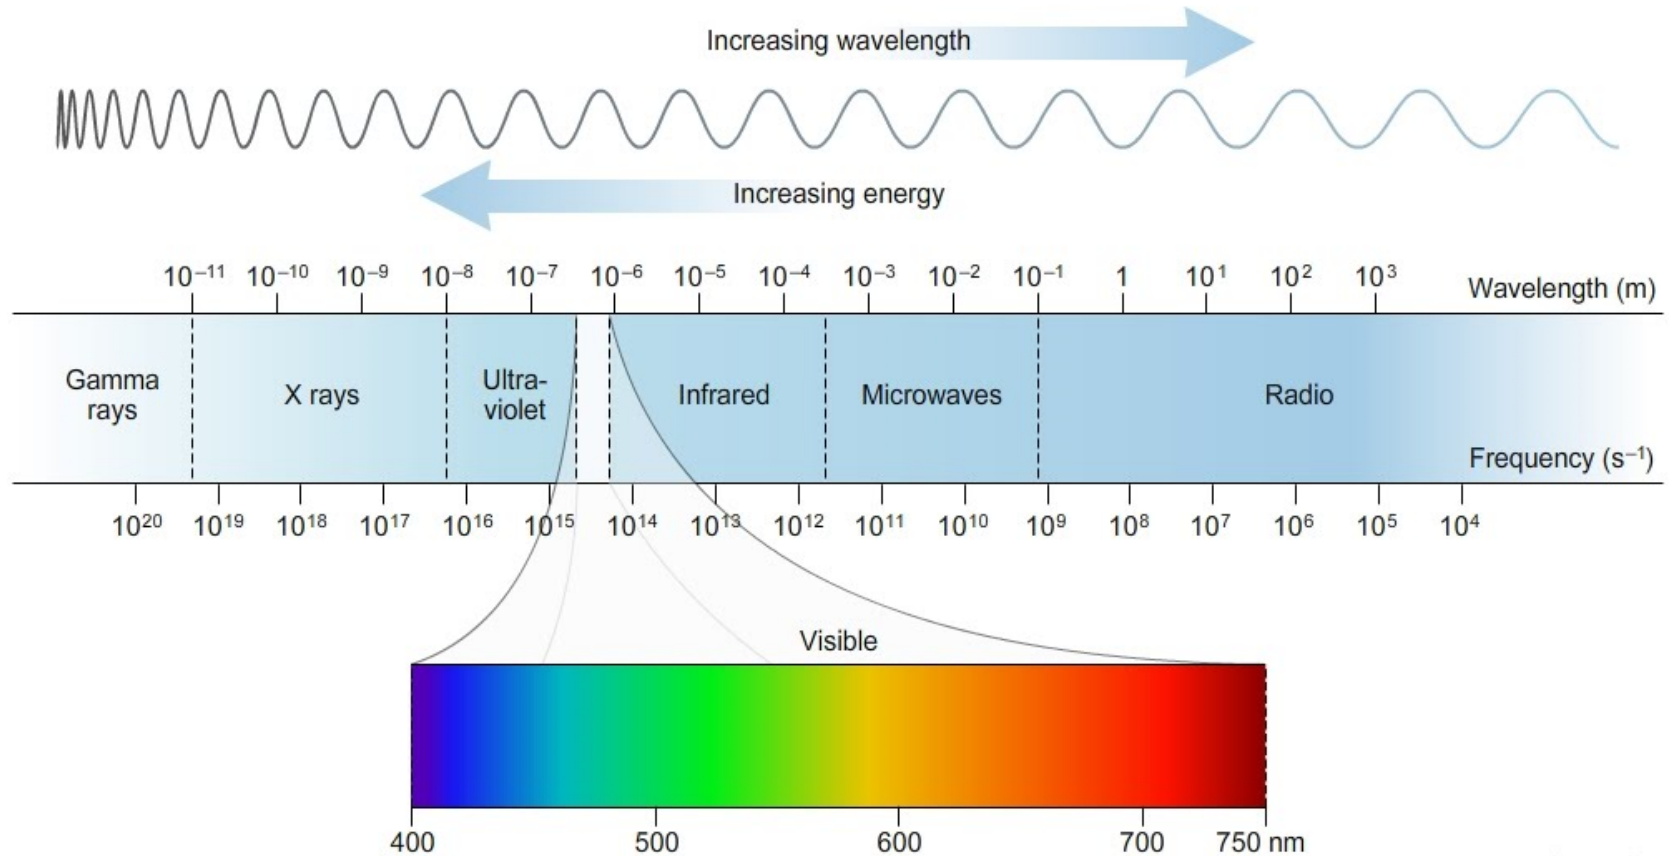 Increasing wavelength
Increasing energy
10⁻¹¹ 10⁻¹⁰ 10⁻⁹ 10⁻⁸ 10⁻⁷ 10⁻⁶ 10⁻⁵ 10⁻⁴ 10⁻³ 10⁻² 10⁻¹ 1 10¹ 10² 10³ Wavelength (m)
Gamma rays
X rays
Ultra-
violet
Infrared
Microwaves
Radio
Frequency (s⁻¹)
10²⁰ 10¹⁹ 10¹⁸ 10¹⁷ 10¹⁶ 10¹⁵ 10¹⁴ 10¹³ 10¹² 10¹¹ 10¹⁰ 10⁹ 10⁸ 10⁷ 10⁶ 10⁵ 10⁴
Visible
400 500 600 700 750 nm